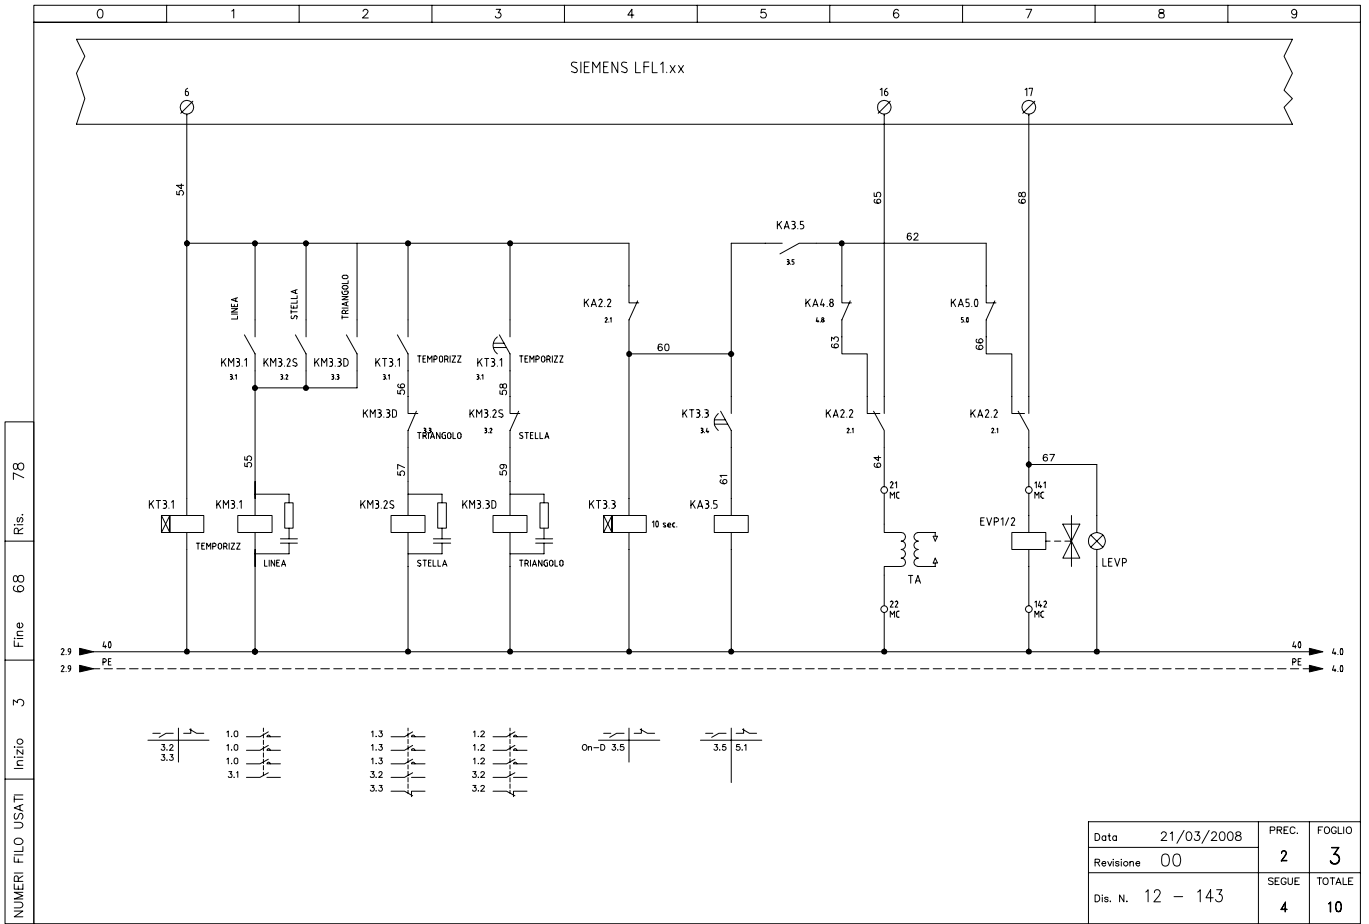 0 1 2 3 4 5 6 7 8 9
SIEMENS LFL1.xx
6 16 17
54 65 68
KA3.5
3.5
62
LINEA STELLA TRIANGOLO
KA2.2
2.1
KA4.8
4.8
KA5.0
5.0
KM3.1
3.1
KM3.2S
3.2
KM3.3D
3.3
KT3.1
3.1
TEMPORIZZ
KT3.1
3.1
TEMPORIZZ
60
63
66
56
58
KM3.3D
3.3
TRIANGOLO
KM3.2S
3.2
STELLA
KT3.3
3.4
KA2.2
2.1
KA2.2
2.1
55
57
59
61
64
67
21
MC
141
MC
KT3.1
TEMPORIZZ
KM3.1
LINEA
KM3.2S
STELLA
KM3.3D
TRIANGOLO
KT3.3
10 sec.
KA3.5
TA
EVP1/2
LEVP
22
MC
142
MC
2.9 40 40 4.0
2.9 PE PE 4.0
3.2
3.3
1.0
1.0
1.0
3.1
1.3
1.3
1.3
3.2
3.3
1.2
1.2
1.2
3.2
3.2
On-D 3.5
3.5 5.1
NUMERI FILO USATI Inizio 3 Fine 68 Ris. 78
Data 21/03/2008
Revisione 00
Dis. N. 12 - 143
PREC.
2
FOGLIO
3
SEGUE
4
TOTALE
10